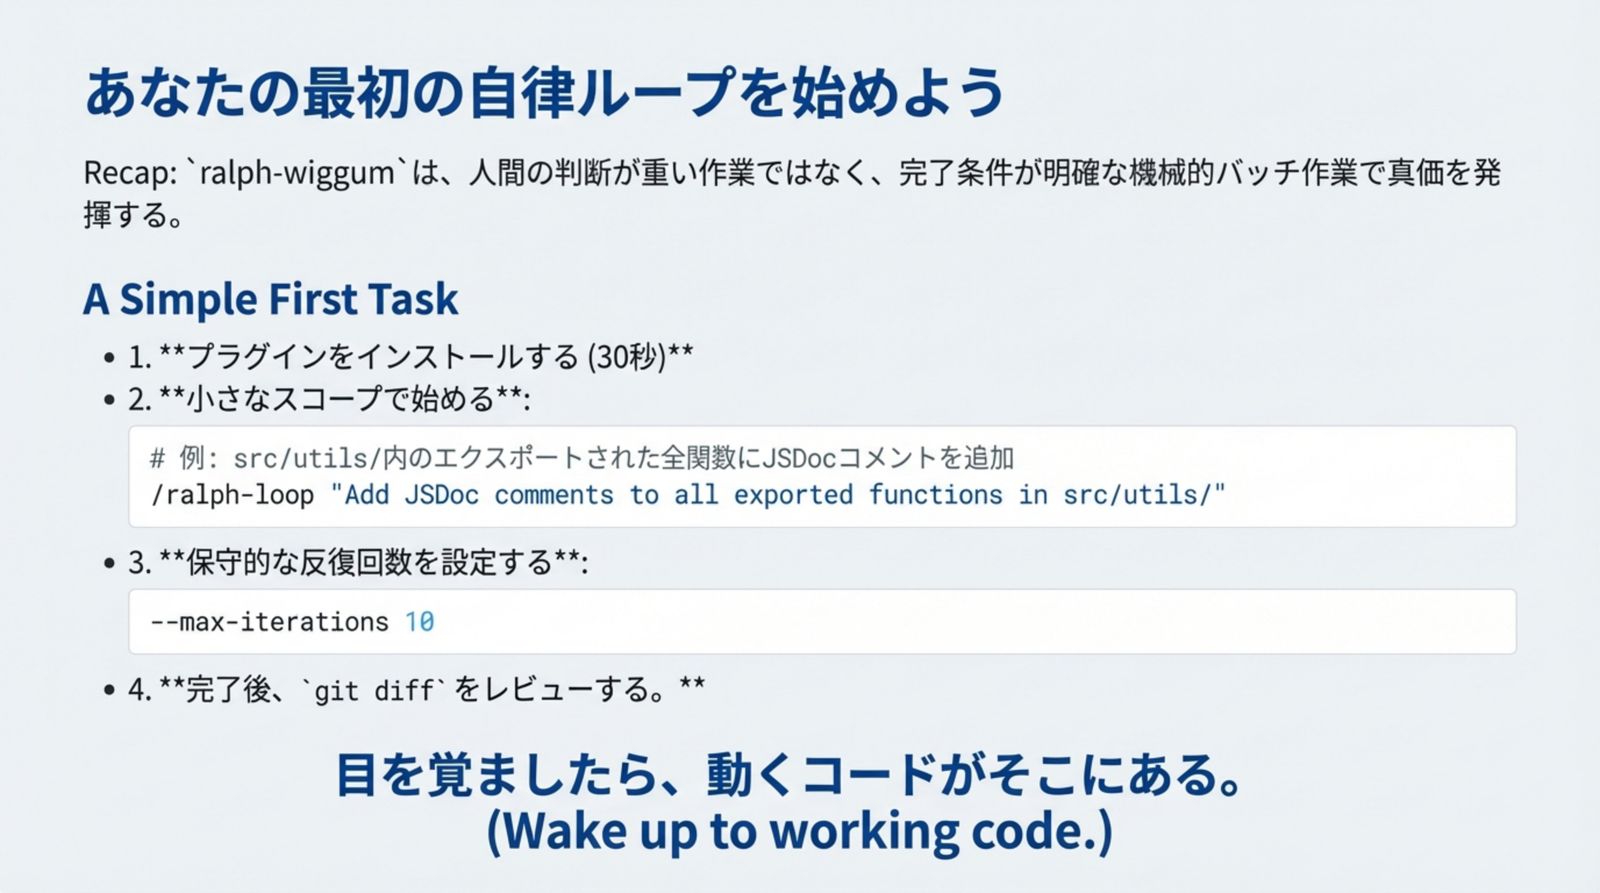 あなたの最初の自律ループを始めよう
Recap: `ralph-wiggum`は、人間の判断が重い作業ではなく、完了条件が明確な機械的バッチ作業で真価を発
揮する。
A Simple First Task
• 1. **プラグインをインストールする (30秒)**
• 2. **小さなスコープで始める**:
# 例: src/utils/内のエクスポートされた全関数にJSDocコメントを追加
/ralph-loop "Add JSDoc comments to all exported functions in src/utils/"
• 3. **保守的な反復回数を設定する**:
--max-iterations 10
• 4. **完了後、`git diff`をレビューする。**
目を覚ましたら、動くコードがそこにある。
(Wake up to working code.)